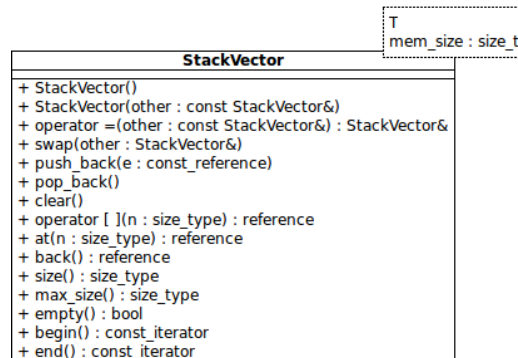 T
mem_size : size_t
StackVector
+ StackVector()
+ StackVector(other : const StackVector&)
+ operator =(other : const StackVector&) : StackVector&
+ swap(other : StackVector&)
+ push_back(e : const_reference)
+ pop_back()
+ clear()
+ operator [ ](n : size_type) : reference
+ at(n : size_type) : reference
+ back() : reference
+ size() : size_type
+ max_size() : size_type
+ empty() : bool
+ begin() : const_iterator
+ end() : const_iterator